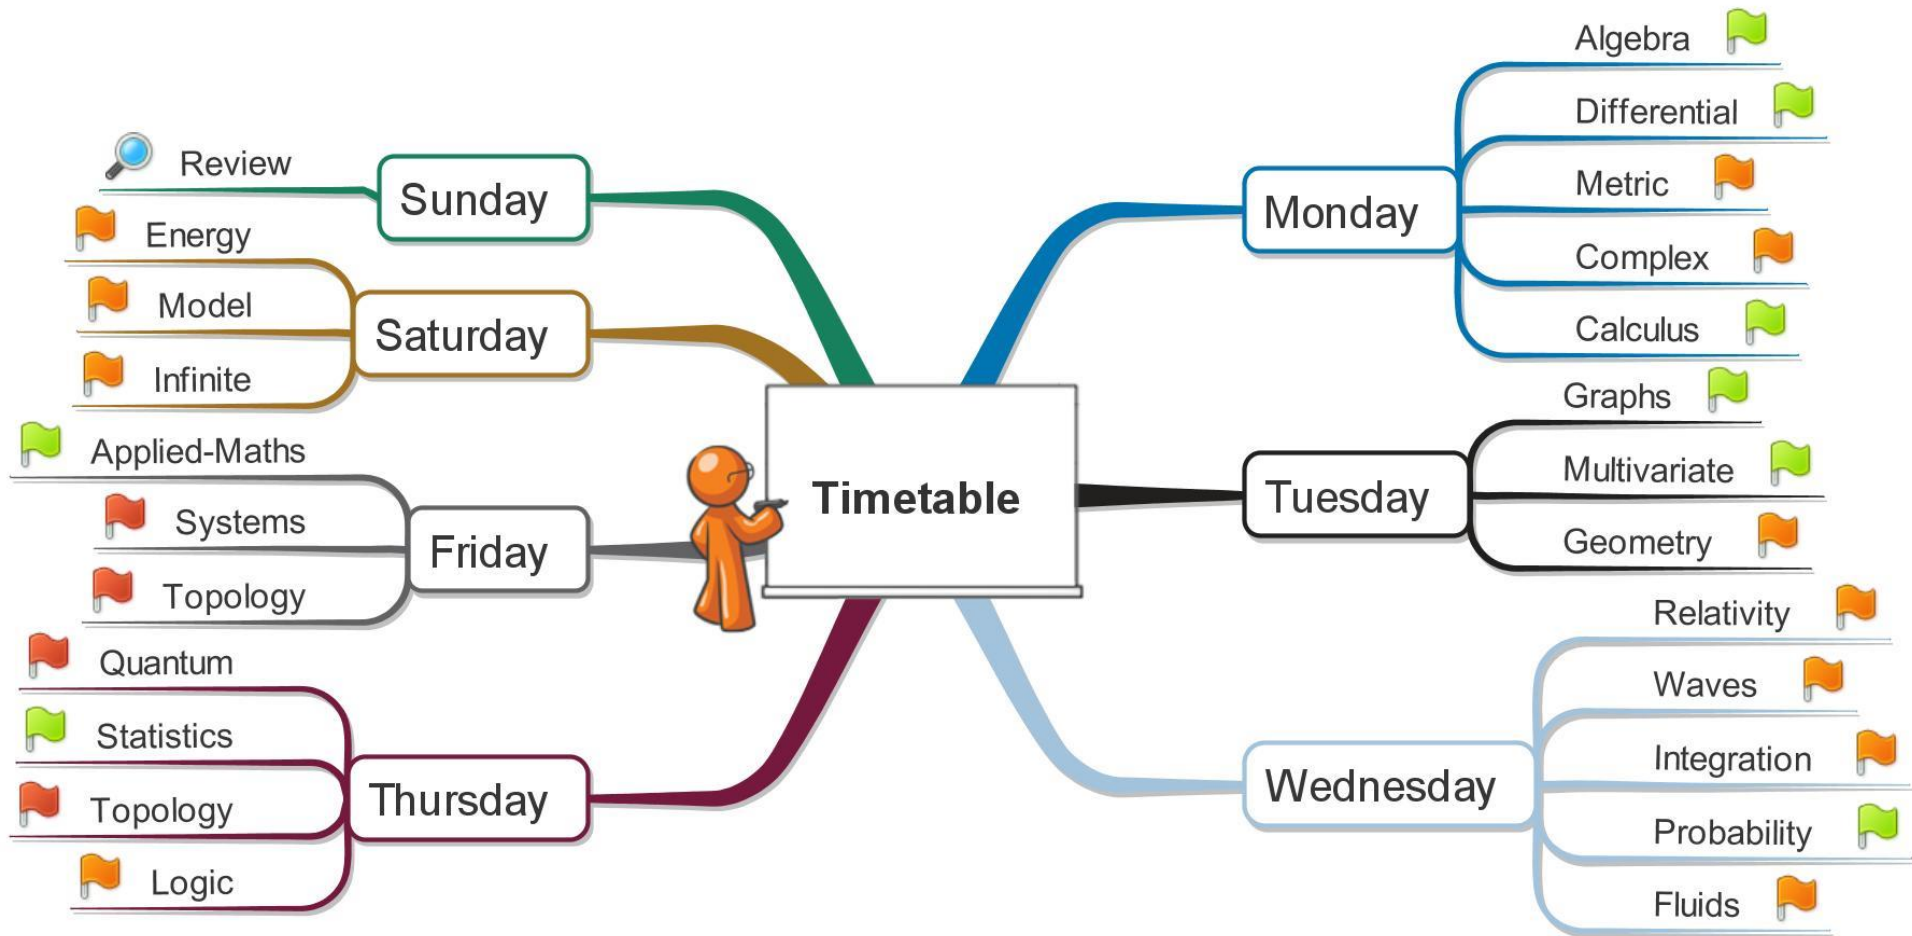 Timetable
Monday
Algebra
Differential
Metric
Complex
Calculus
Tuesday
Graphs
Multivariate
Geometry
Wednesday
Relativity
Waves
Integration
Probability
Fluids
Thursday
Quantum
Statistics
Topology
Logic
Friday
Applied-Maths
Systems
Topology
Saturday
Energy
Model
Infinite
Sunday
Review